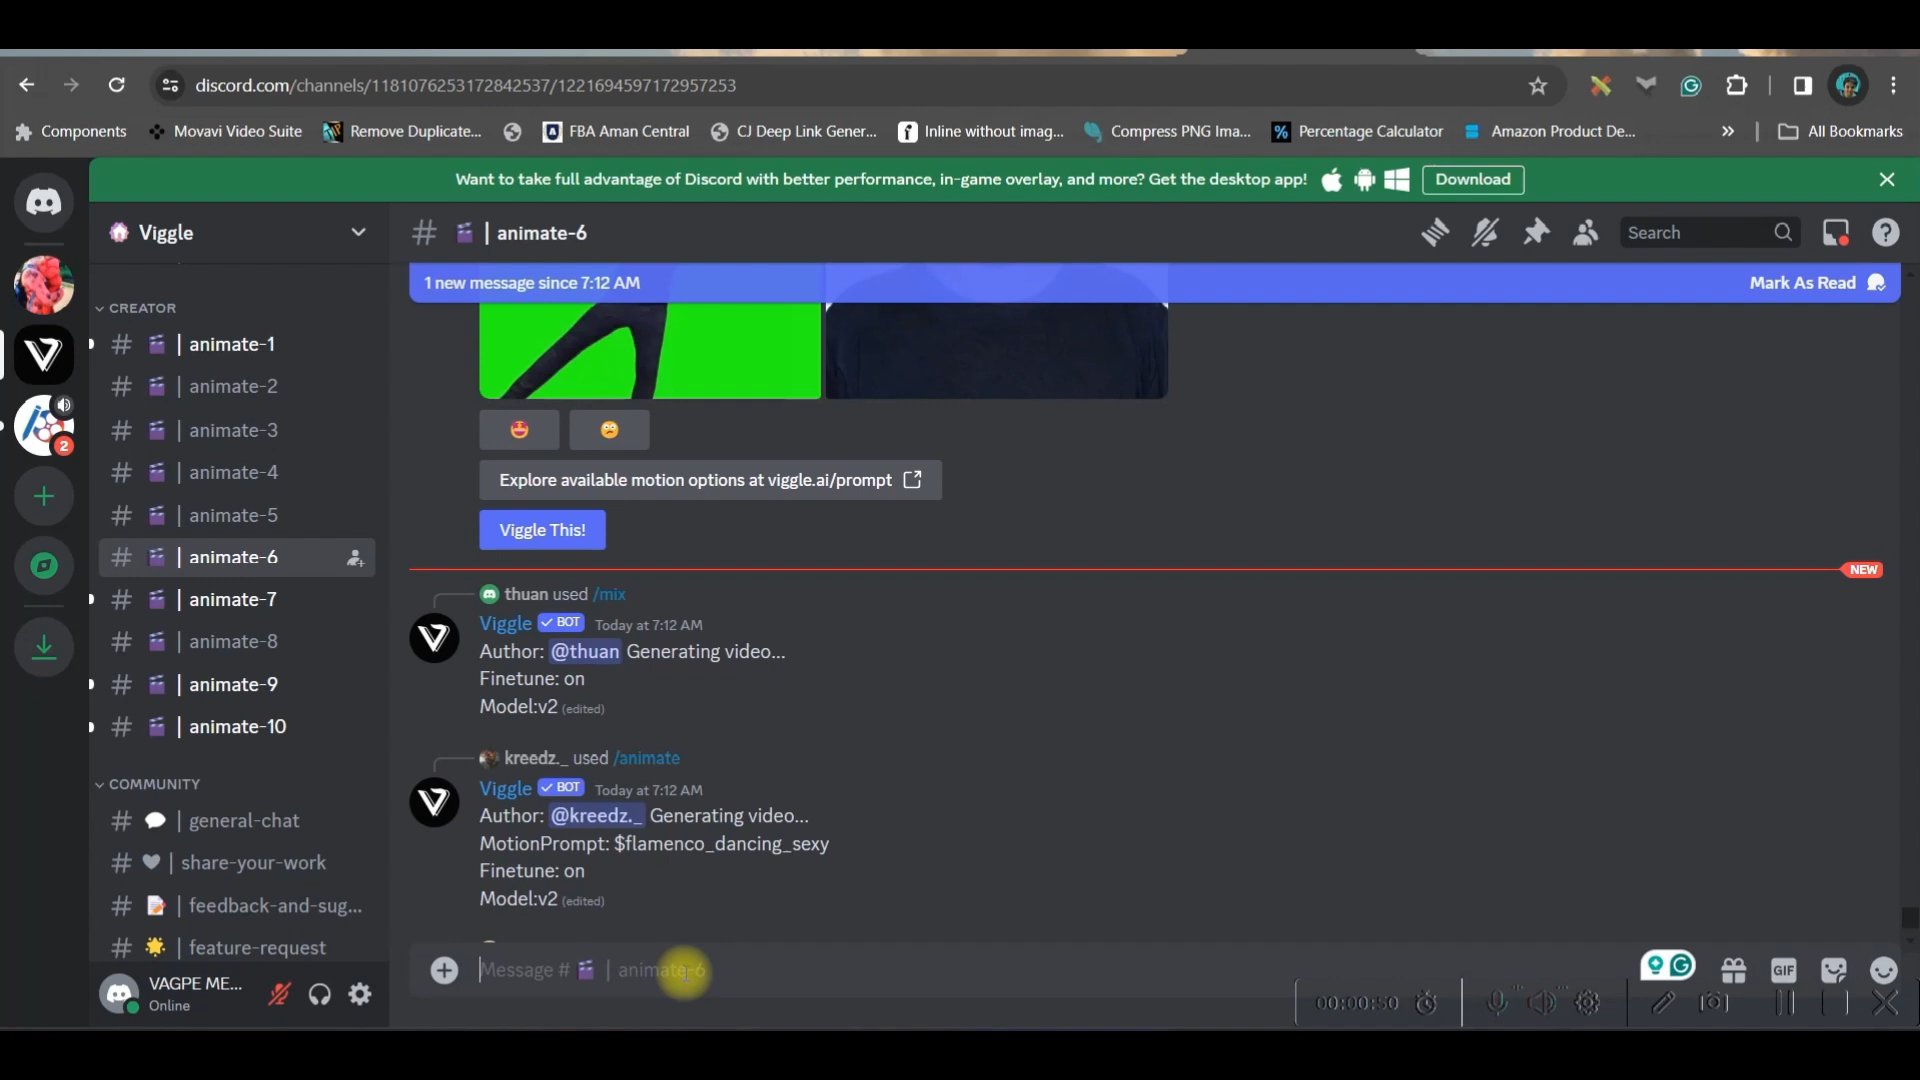 discord.com/channels/1181076253172842537/1221694597172957253
Components
Movavi Video Suite
Remove Duplicate...
FBA Aman Central
CJ Deep Link Gener...
Inline without imag...
Compress PNG Ima...
Percentage Calculator
Amazon Product De...
»
All Bookmarks
Want to take full advantage of Discord with better performance, in-game overlay, and more? Get the desktop app!
Download
Viggle
# | animate-6
Search
1 new message since 7:12 AM
Mark As Read
CREATOR
# | animate-1
# | animate-2
# | animate-3
# | animate-4
# | animate-5
# | animate-6
# | animate-7
# | animate-8
# | animate-9
# | animate-10
COMMUNITY
# | general-chat
# | share-your-work
# | feedback-and-sug...
# | feature-request
2
VAGPE ME...
Online
Explore available motion options at viggle.ai/prompt
Viggle This!
NEW
thuan used /mix
Viggle ✓ BOT Today at 7:12 AM
Author: @thuan Generating video...
Finetune: on
Model:v2 (edited)
kreedz._ used /animate
Viggle ✓ BOT Today at 7:12 AM
Author: @kreedz._ Generating video...
MotionPrompt: $flamenco_dancing_sexy
Finetune: on
Model:v2 (edited)
Message # | animate-6
GIF
00:00:50